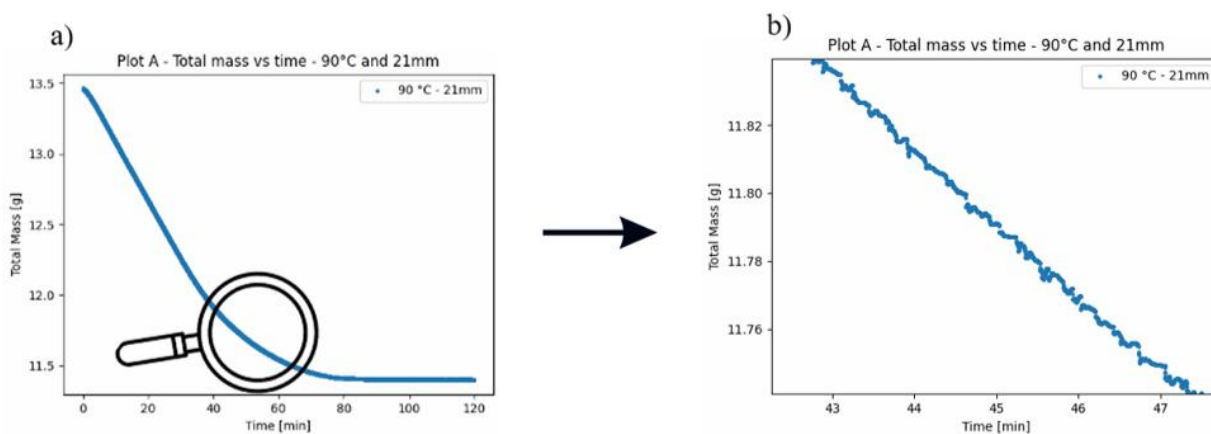 a)
Plot A - Total mass vs time - 90°C and 21mm
90 °C - 21mm
Total Mass [g]
13.5
13.0
12.5
12.0
11.5
0 20 40 60 80 100 120
Time [min]
b)
Plot A - Total mass vs time - 90°C and 21mm
90 °C - 21mm
Total Mass [g]
11.82
11.80
11.78
11.76
43 44 45 46 47
Time [min]